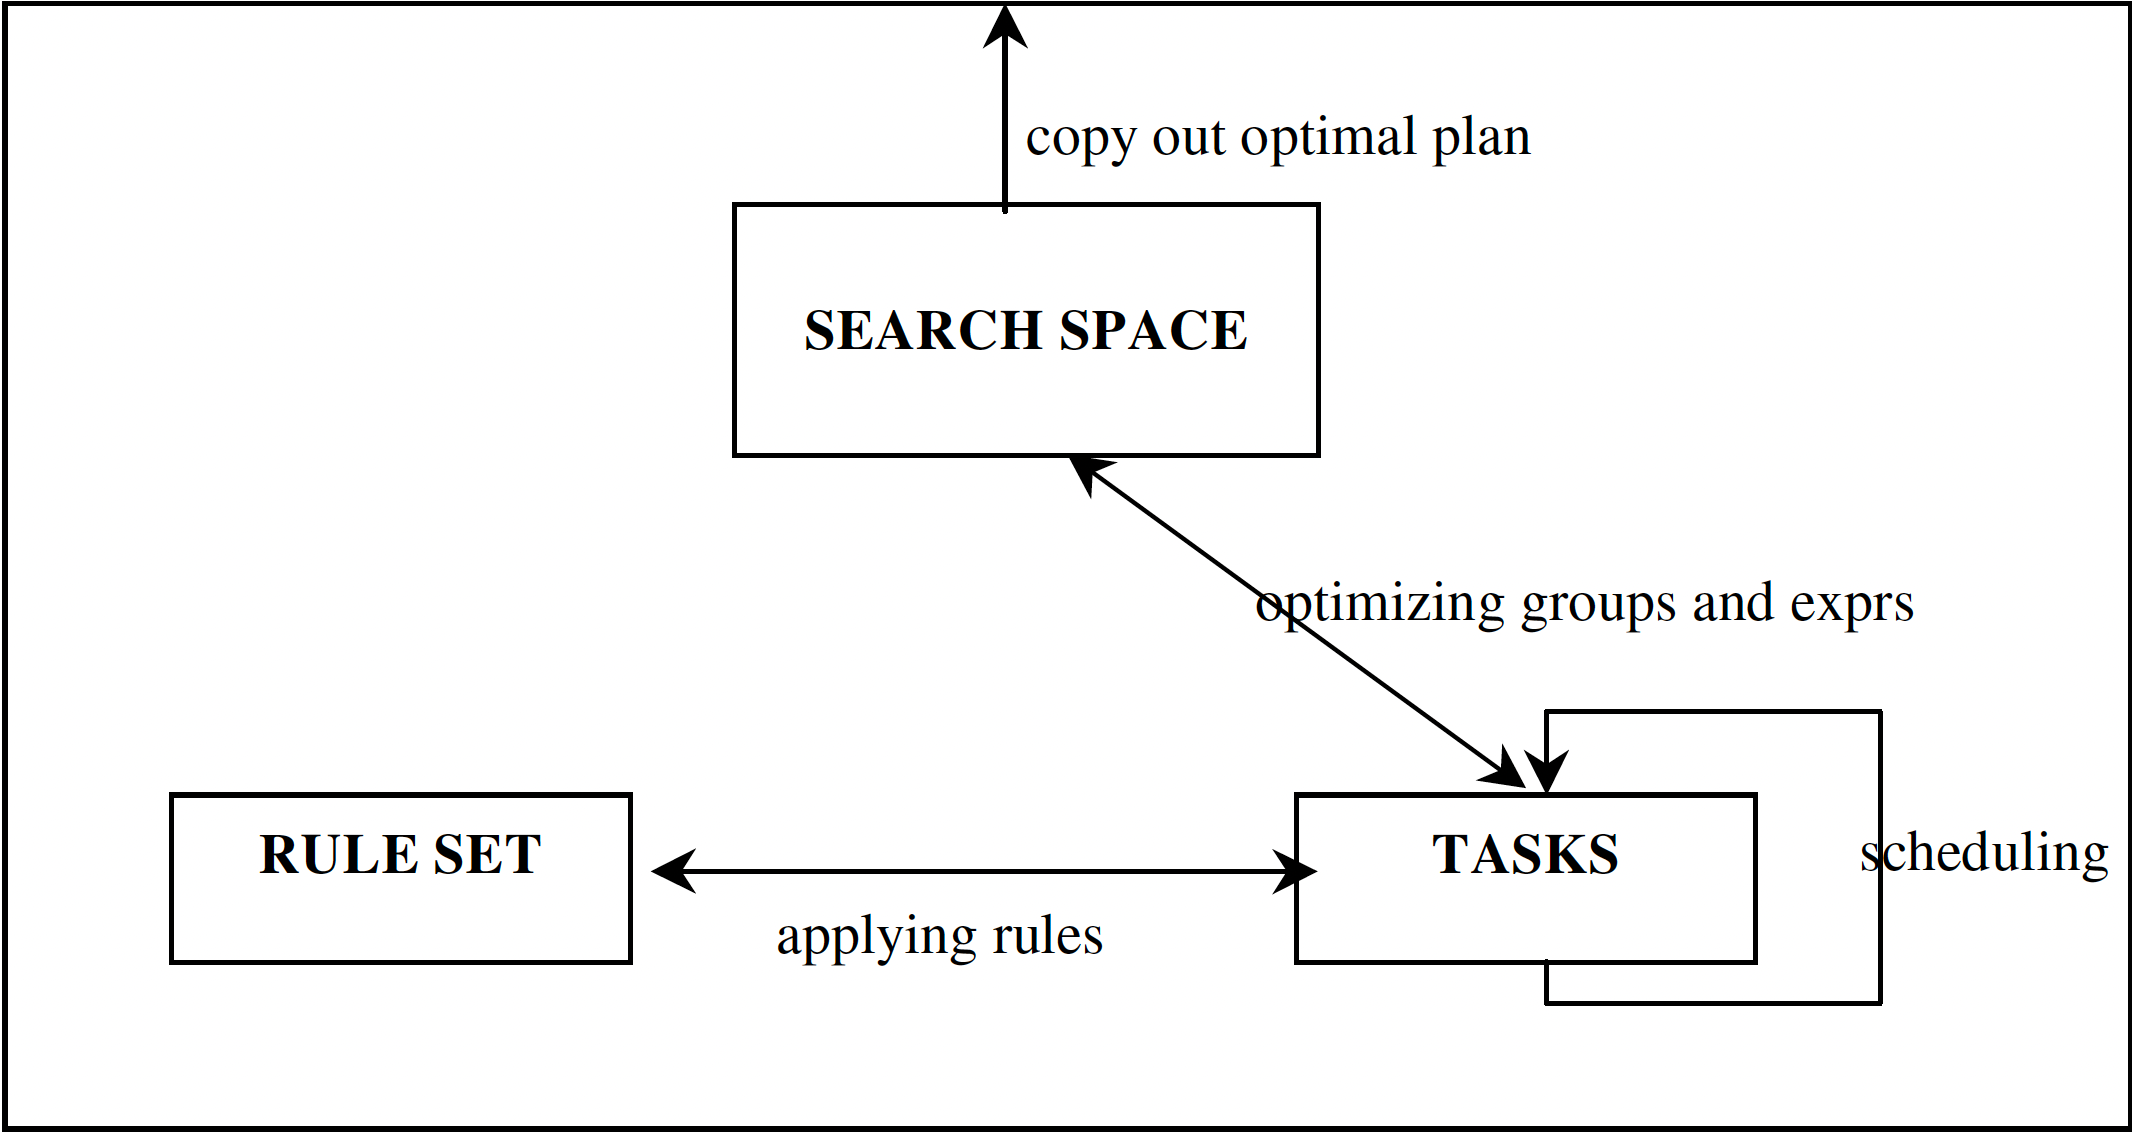 copy out optimal plan
SEARCH SPACE
optimizing groups and exprs
RULE SET
TASKS
scheduling
applying rules